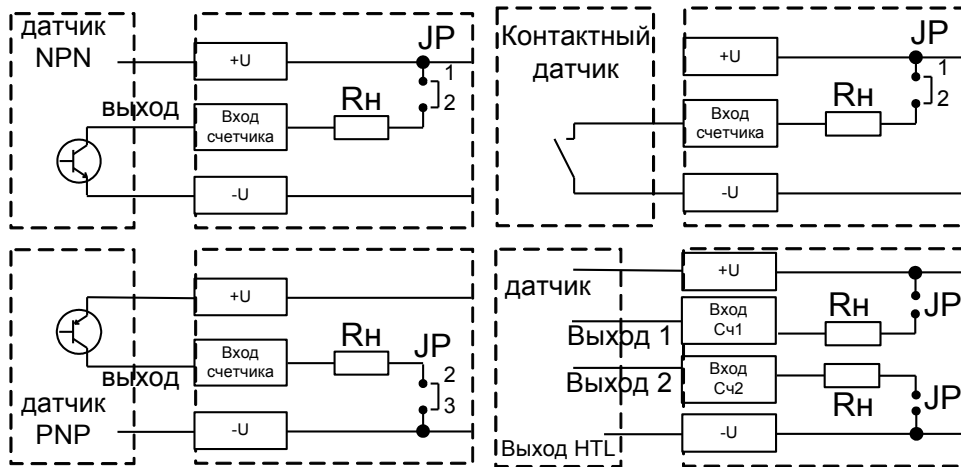 датчик
NPN
выход
+U
Вход
счетчика
-U
Rн
JP
1
2
Контактный
датчик
+U
Вход
счетчика
-U
Rн
JP
1
2
датчик
PNP
выход
+U
Вход
счетчика
-U
Rн
JP
2
3
датчик
Выход 1
Выход 2
Выход HTL
+U
Вход
Сч1
Вход
Сч2
-U
Rн
JP
Rн
JP